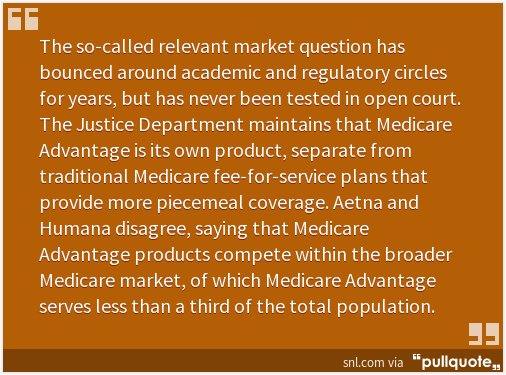 The so-called relevant market question has
bounced around academic and regulatory circles
for years, but has never been tested in open court.
The Justice Department maintains that Medicare
Advantage is its own product, separate from
traditional Medicare fee-for-service plans that
provide more piecemeal coverage. Aetna and
Humana disagree, saying that Medicare
Advantage products compete within the broader
Medicare market, of which Medicare Advantage
serves less than a third of the total population.
snl.com via “pullquote„